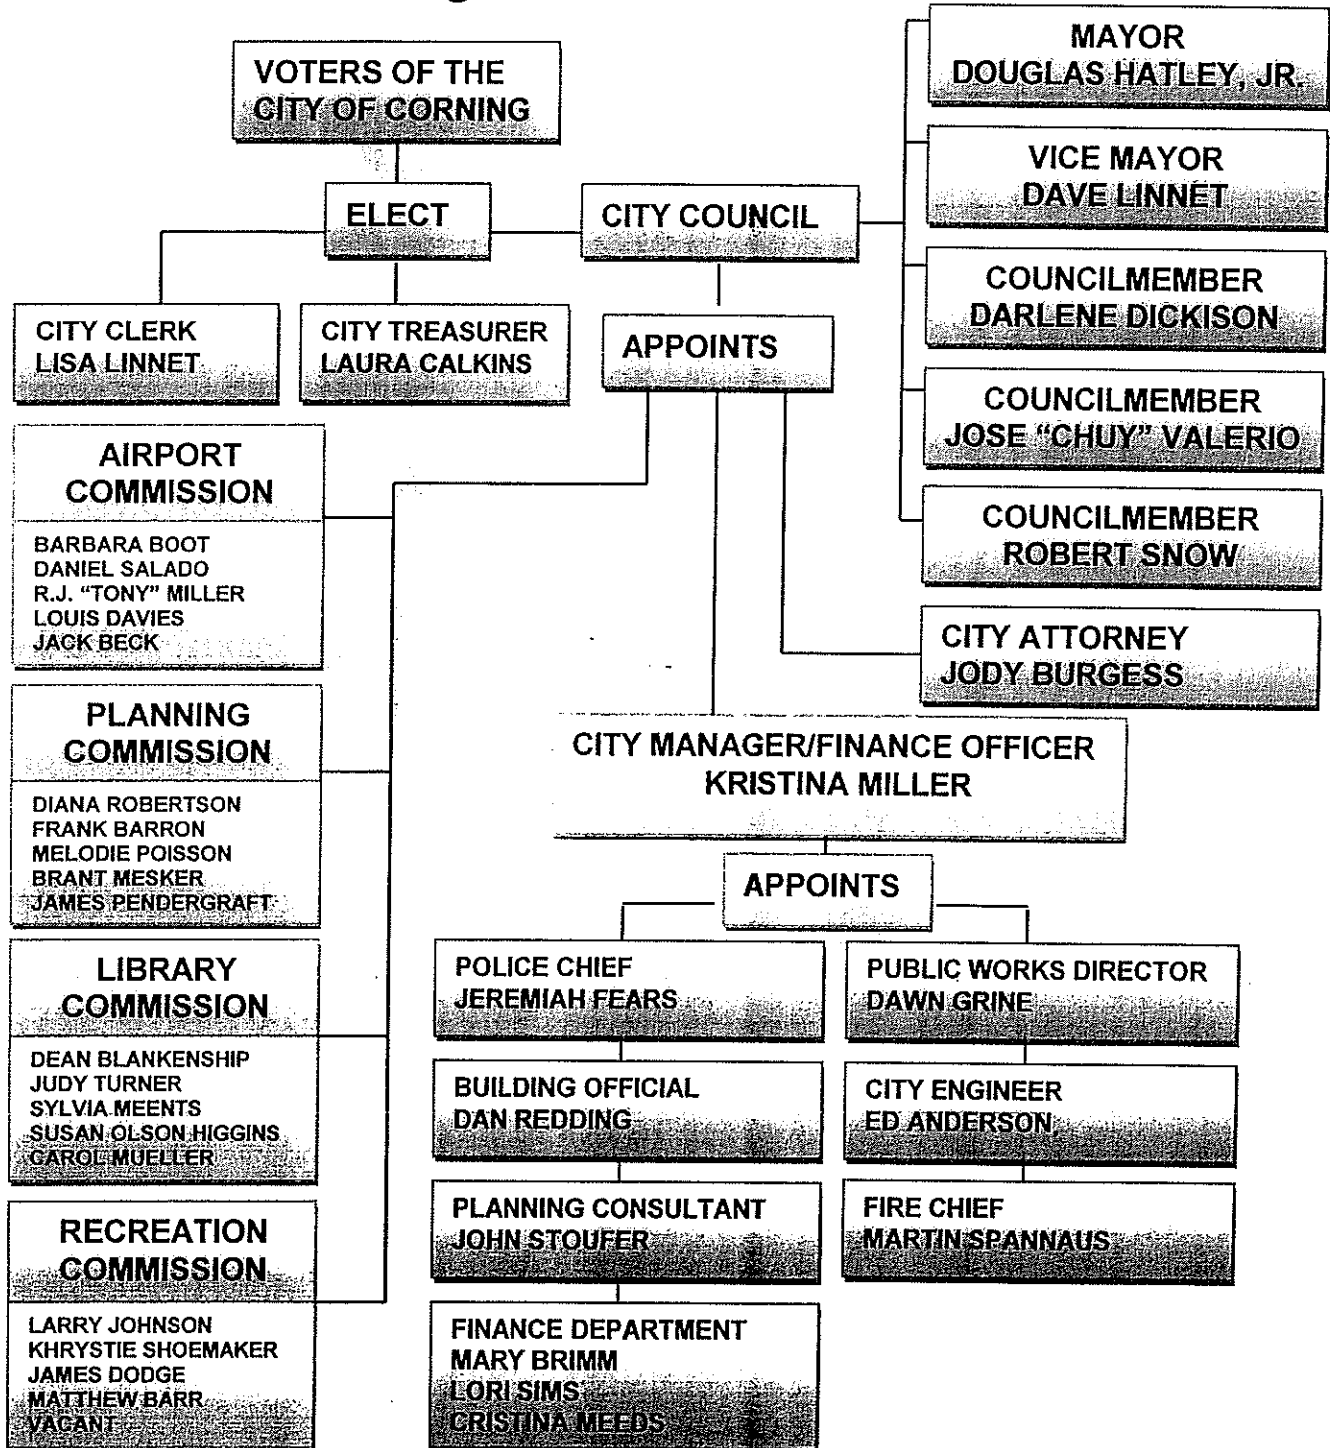 VOTERS OF THE
CITY OF CORNING
ELECT
CITY COUNCIL
MAYOR
DOUGLAS HATLEY, JR.
VICE MAYOR
DAVE LINNET
COUNCILMEMBER
DARLENE DICKISON
COUNCILMEMBER
JOSE “CHUY” VALERIO
COUNCILMEMBER
ROBERT SNOW
CITY CLERK
LISA LINNET
CITY TREASURER
LAURA CALKINS
APPOINTS
CITY ATTORNEY
JODY BURGESS
AIRPORT
COMMISSION
BARBARA BOOT
DANIEL SALADO
R.J. “TONY” MILLER
LOUIS DAVIES
JACK BECK
PLANNING
COMMISSION
DIANA ROBERTSON
FRANK BARRON
MELODIE POISSON
BRANT MESKER
JAMES PENDERGRAFT
LIBRARY
COMMISSION
DEAN BLANKENSHIP
JUDY TURNER
SYLVIA MEENTS
SUSAN OLSON HIGGINS
CAROL MUELLER
RECREATION
COMMISSION
LARRY JOHNSON
KHRYSTIE SHOEMAKER
JAMES DODGE
MATTHEW BARR
VACANT
CITY MANAGER/FINANCE OFFICER
KRISTINA MILLER
APPOINTS
POLICE CHIEF
JEREMIAH FEARS
BUILDING OFFICIAL
DAN REDDING
PLANNING CONSULTANT
JOHN STOUFER
FINANCE DEPARTMENT
MARY BRIMM
LORI SIMS
CRISTINA MEEDS
PUBLIC WORKS DIRECTOR
DAWN GRINE
CITY ENGINEER
ED ANDERSON
FIRE CHIEF
MARTIN SPANNAUS